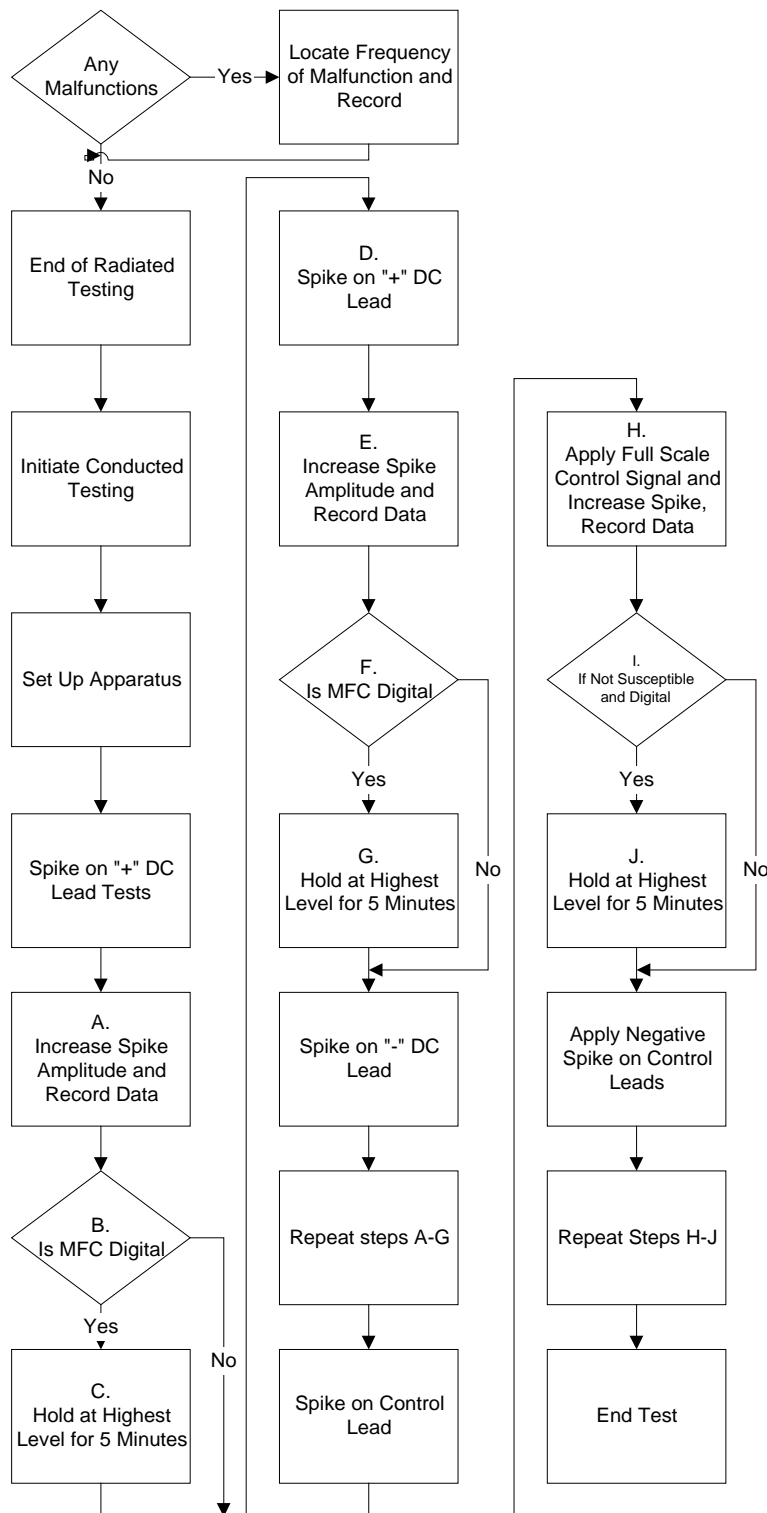 Any
Malfunctions
Yes
Locate Frequency
of Malfunction and
Record
No
End of Radiated
Testing
Initiate Conducted
Testing
Set Up Apparatus
Spike on "+" DC
Lead Tests
A.
Increase Spike
Amplitude and
Record Data
B.
Is MFC Digital
Yes
No
C.
Hold at Highest
Level for 5 Minutes
D.
Spike on "+" DC
Lead
E.
Increase Spike
Amplitude and
Record Data
F.
Is MFC Digital
Yes
No
G.
Hold at Highest
Level for 5 Minutes
Spike on "-" DC
Lead
Repeat steps A-G
Spike on Control
Lead
H.
Apply Full Scale
Control Signal and
Increase Spike,
Record Data
I.
If Not Susceptible
and Digital
Yes
No
J.
Hold at Highest
Level for 5 Minutes
Apply Negative
Spike on Control
Leads
Repeat Steps H-J
End Test